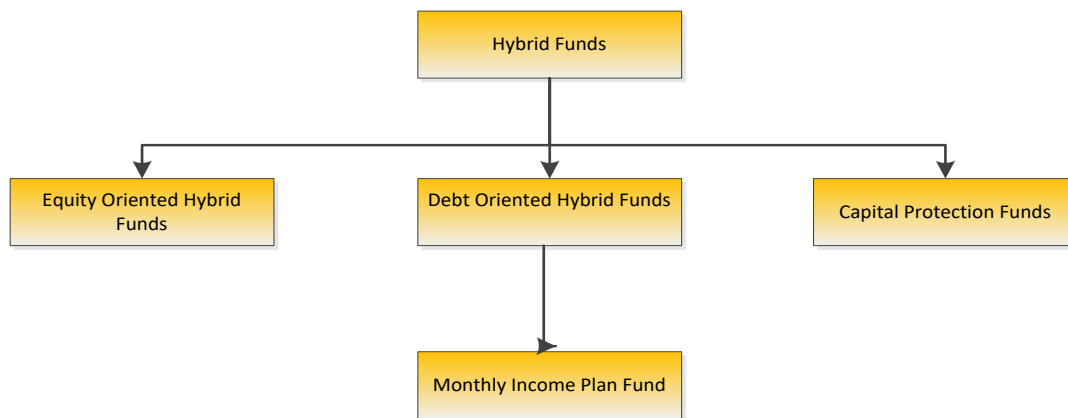 Hybrid Funds
Equity Oriented Hybrid
Funds
Debt Oriented Hybrid Funds
Capital Protection Funds
Monthly Income Plan Fund